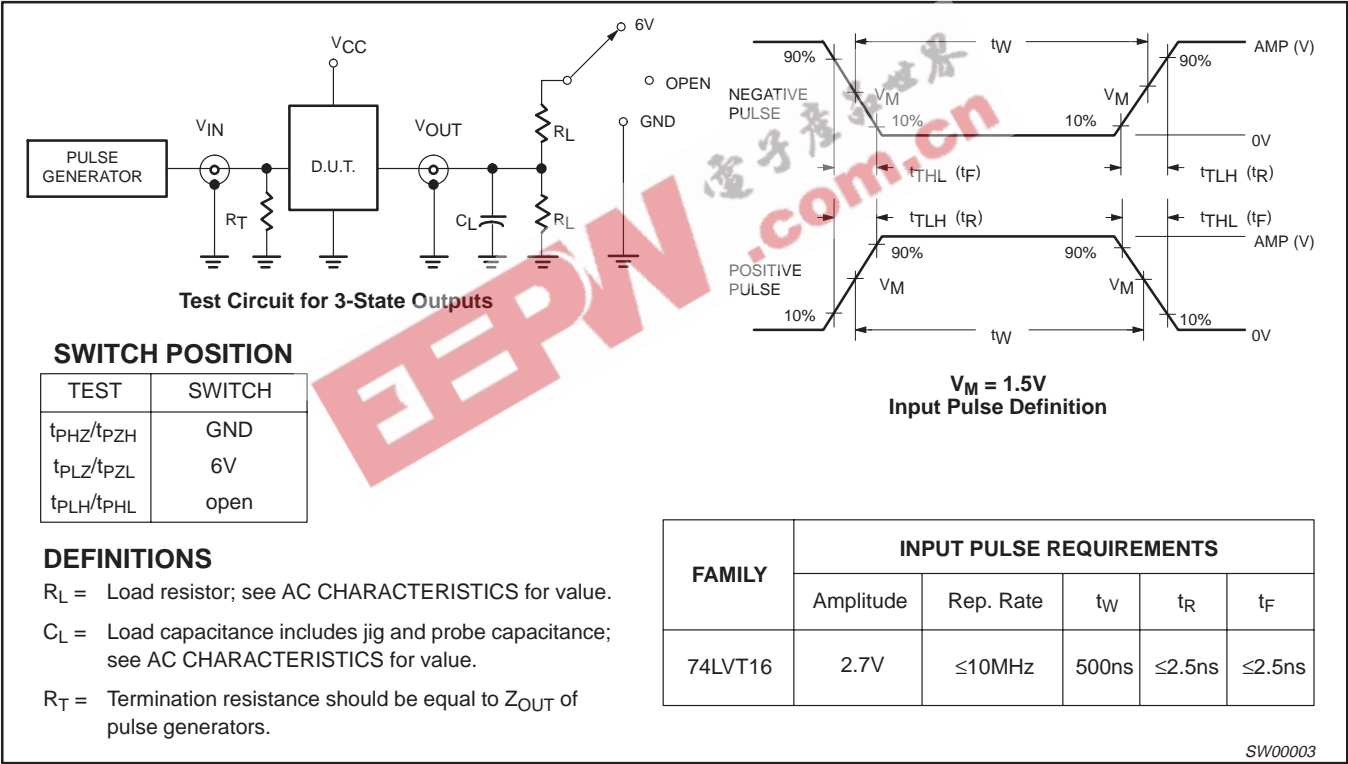 6V
OPEN
GND
VCC
VIN
VOUT
PULSE
GENERATOR
D.U.T.
RT
CL
RL
RL
Test Circuit for 3-State Outputs
tW
AMP (V)
90%
90%
NEGATIVE
PULSE
VM
VM
10%
10%
0V
tTHL (tF)
tTLH (tR)
tTLH (tR)
tTHL (tF)
AMP (V)
90%
90%
POSITIVE
PULSE
VM
VM
10%
10%
tW
0V
VM = 1.5V
Input Pulse Definition
電子產品世界
.com.cn
EEPW
SWITCH POSITION
TEST SWITCH
tPHZ/tPZH GND
tPLZ/tPZL 6V
tPLH/tPHL open
DEFINITIONS
RL = Load resistor; see AC CHARACTERISTICS for value.
CL = Load capacitance includes jig and probe capacitance;
see AC CHARACTERISTICS for value.
RT = Termination resistance should be equal to ZOUT of
pulse generators.
FAMILY
INPUT PULSE REQUIREMENTS
Amplitude Rep. Rate tW tR tF
74LVT16 2.7V ≤10MHz 500ns ≤2.5ns ≤2.5ns
SW00003